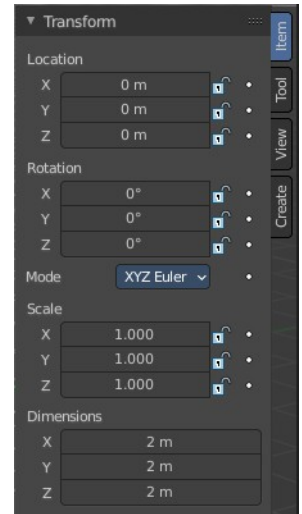 Transform
Location
X 0 m
Y 0 m
Z 0 m
Rotation
X 0°
Y 0°
Z 0°
Mode XYZ Euler
Scale
X 1.000
Y 1.000
Z 1.000
Dimensions
X 2 m
Y 2 m
Z 2 m
Item
Tool
View
Create